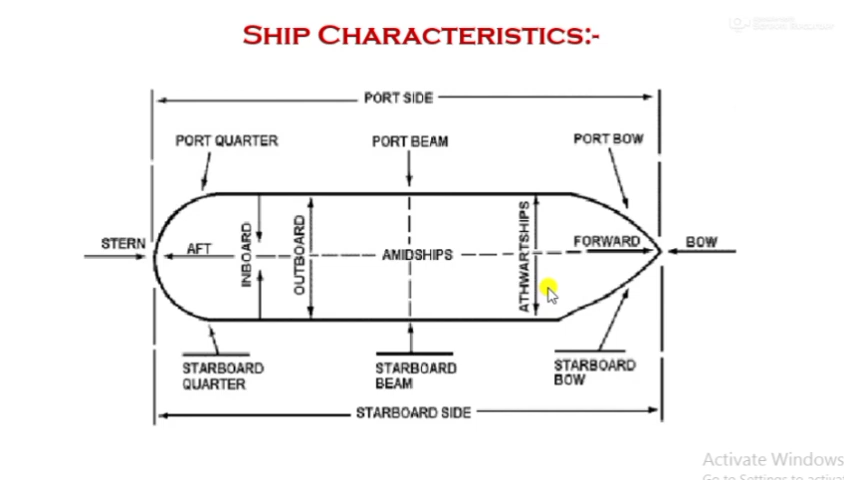 SHIP CHARACTERISTICS:-
PORT SIDE
PORT QUARTER
PORT BEAM
PORT BOW
STERN
AFT
INBOARD
OUTBOARD
AMIDSHIPS
ATHWARTSHIPS
FORWARD
BOW
STARBOARD
QUARTER
STARBOARD
BEAM
STARBOARD
BOW
STARBOARD SIDE
Activate Windows
Go to Settings to activat